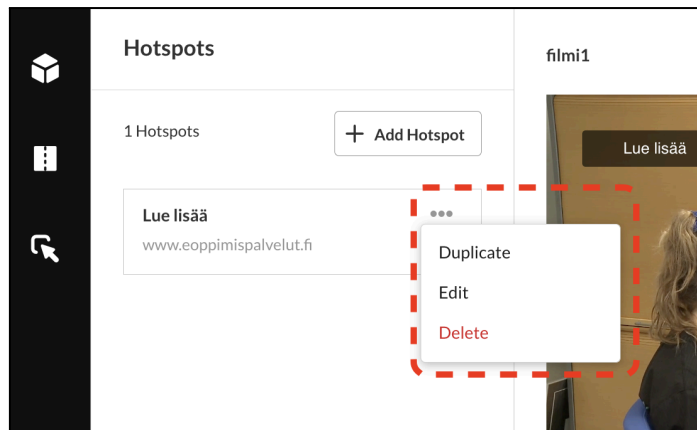 Hotspots
1 Hotspots
+ Add Hotspot
Lue lisää
www.eoppimispalvelut.fi
Duplicate
Edit
Delete
filmi1
Lue lisää